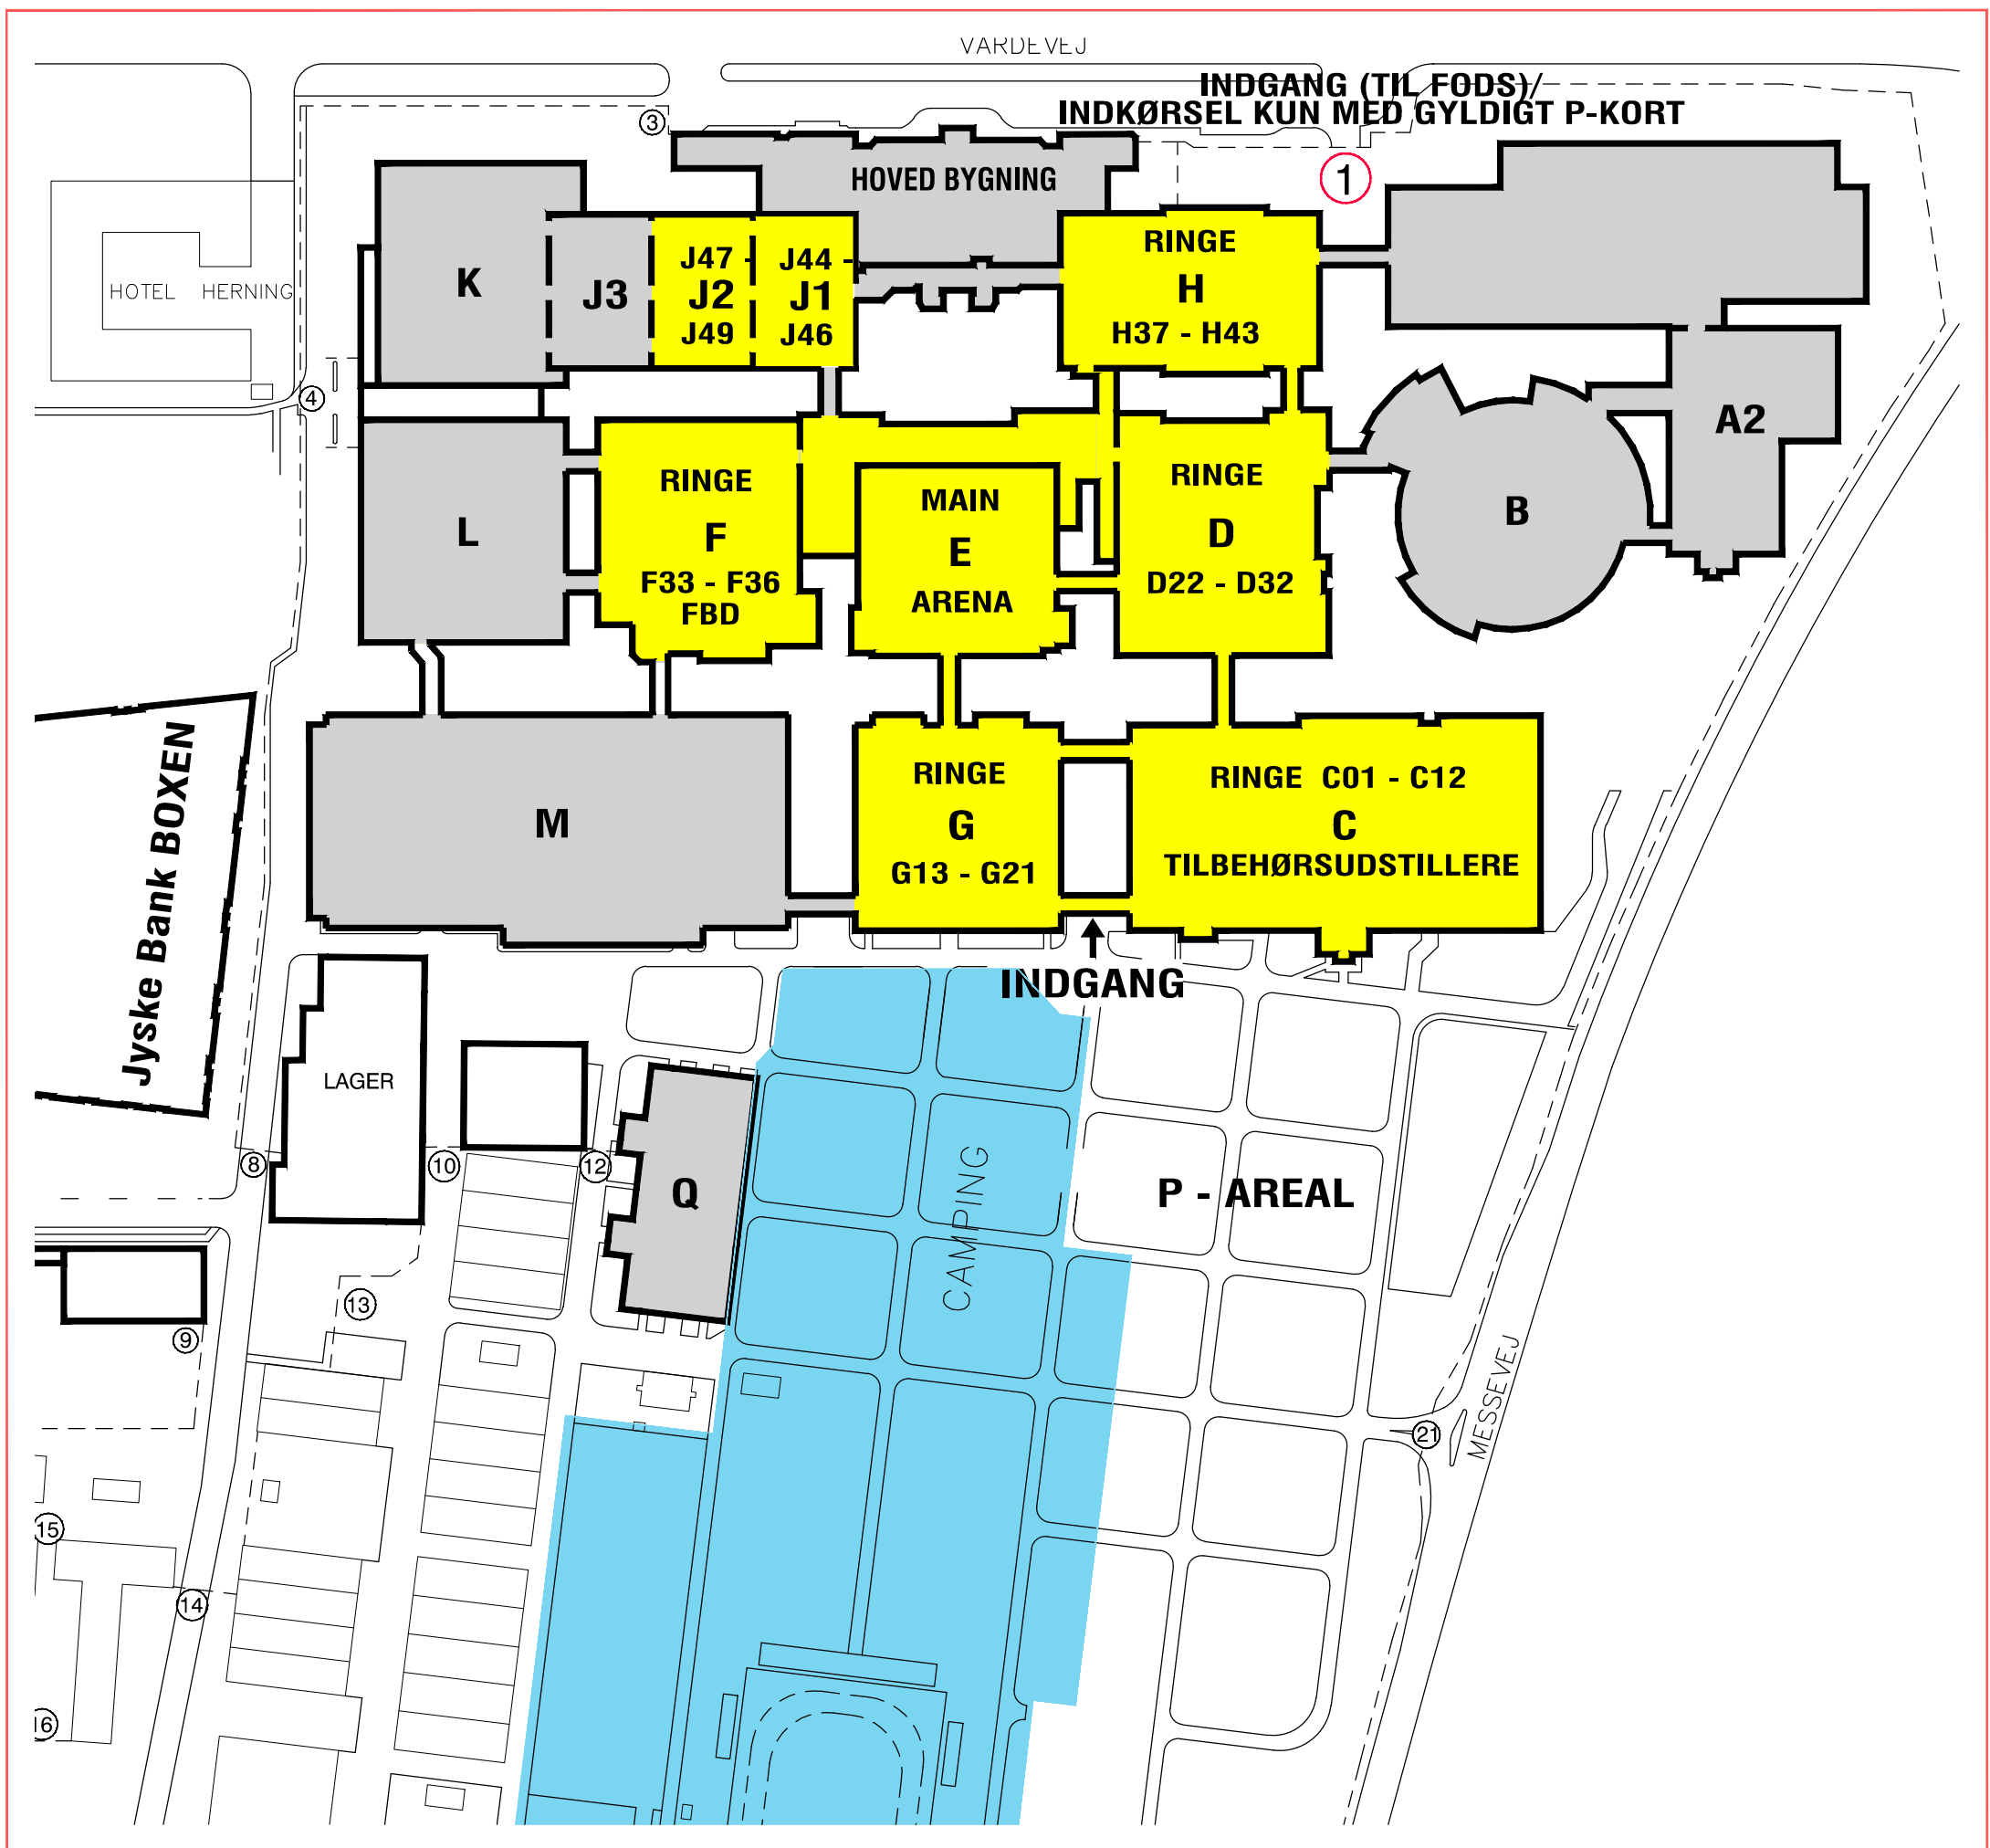 VARDEVEJ
INDGANG (TIL FODS)/
INDKØRSEL KUN MED GYLDIGT P-KORT
3
1
HOVED BYGNING
HOTEL HERNING
4
K
J3
J47 -
J2
J49
J44 -
J1
J46
RINGE
H
H37 - H43
A2
B
L
RINGE
F
F33 - F36
FBD
MAIN
E
ARENA
RINGE
D
D22 - D32
Jyske Bank BOXEN
M
RINGE
G
G13 - G21
RINGE C01 - C12
C
TILBEHØRSUDSTILLERE
INDGANG
LAGER
8
10
12
Q
CAMPING
P - AREAL
13
9
MESSEVEJ
21
15
14
16